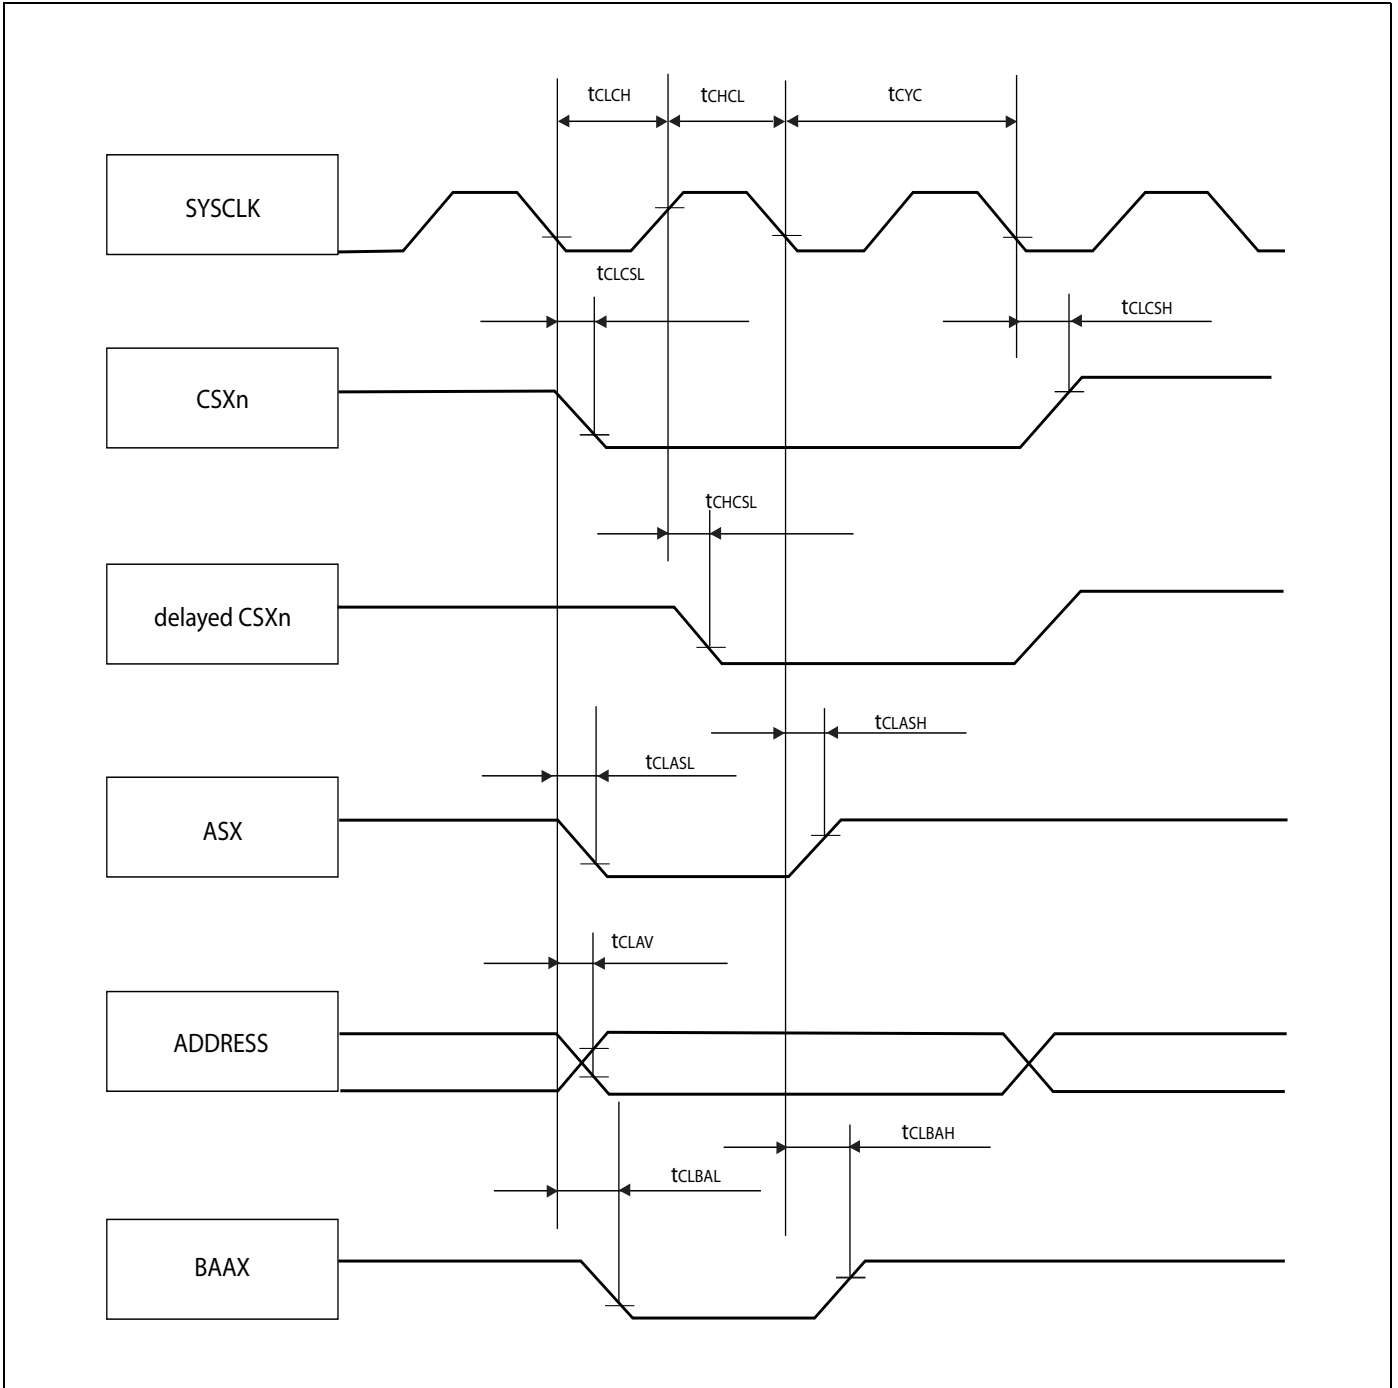 tCLCH
tCHCL
tCYC
SYSCLK
tCLCSL
tCLCSH
CSXn
tCHCSL
delayed CSXn
tCLASH
tCLASL
ASX
tCLAV
ADDRESS
tCLBAH
tCLBAL
BAAX